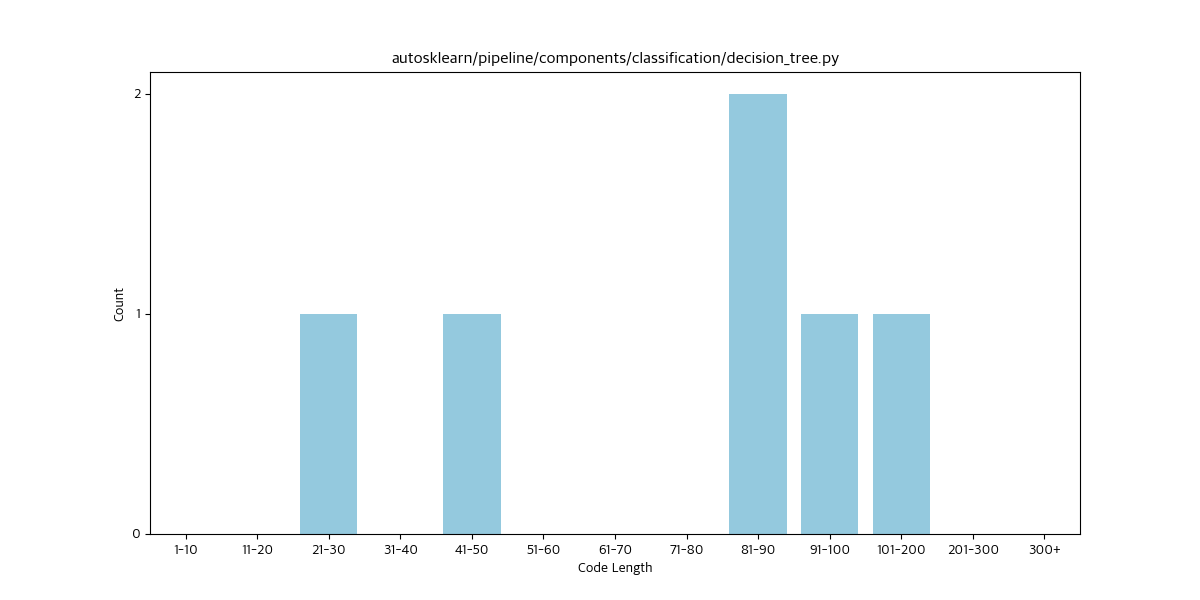 autosklearn/pipeline/components/classification/decision_tree.py
2
1
0
Count
1-10 11-20 21-30 31-40 41-50 51-60 61-70 71-80 81-90 91-100 101-200 201-300 300+
Code Length